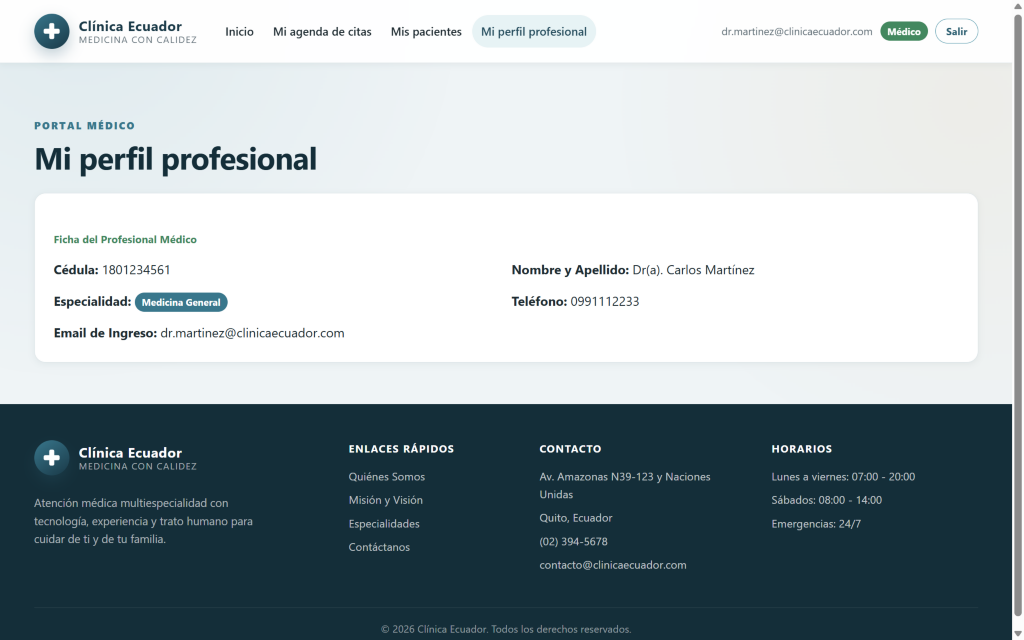 Clínica Ecuador
MEDICINA CON CALIDEZ
Inicio
Mi agenda de citas
Mis pacientes
Mi perfil profesional
dr.martinez@clinicaecuador.com
Médico
Salir
PORTAL MÉDICO
Mi perfil profesional
Ficha del Profesional Médico
Cédula: 1801234561
Nombre y Apellido: Dr(a). Carlos Martínez
Especialidad: Medicina General
Teléfono: 0991112233
Email de Ingreso: dr.martinez@clinicaecuador.com
Clínica Ecuador
MEDICINA CON CALIDEZ
Atención médica multiespecialidad con
tecnología, experiencia y trato humano para
cuidar de ti y de tu familia.
ENLACES RÁPIDOS
Quiénes Somos
Misión y Visión
Especialidades
Contáctanos
CONTACTO
Av. Amazonas N39-123 y Naciones
Unidas
Quito, Ecuador
(02) 394-5678
contacto@clinicaecuador.com
HORARIOS
Lunes a viernes: 07:00 - 20:00
Sábados: 08:00 - 14:00
Emergencias: 24/7
© 2026 Clínica Ecuador. Todos los derechos reservados.